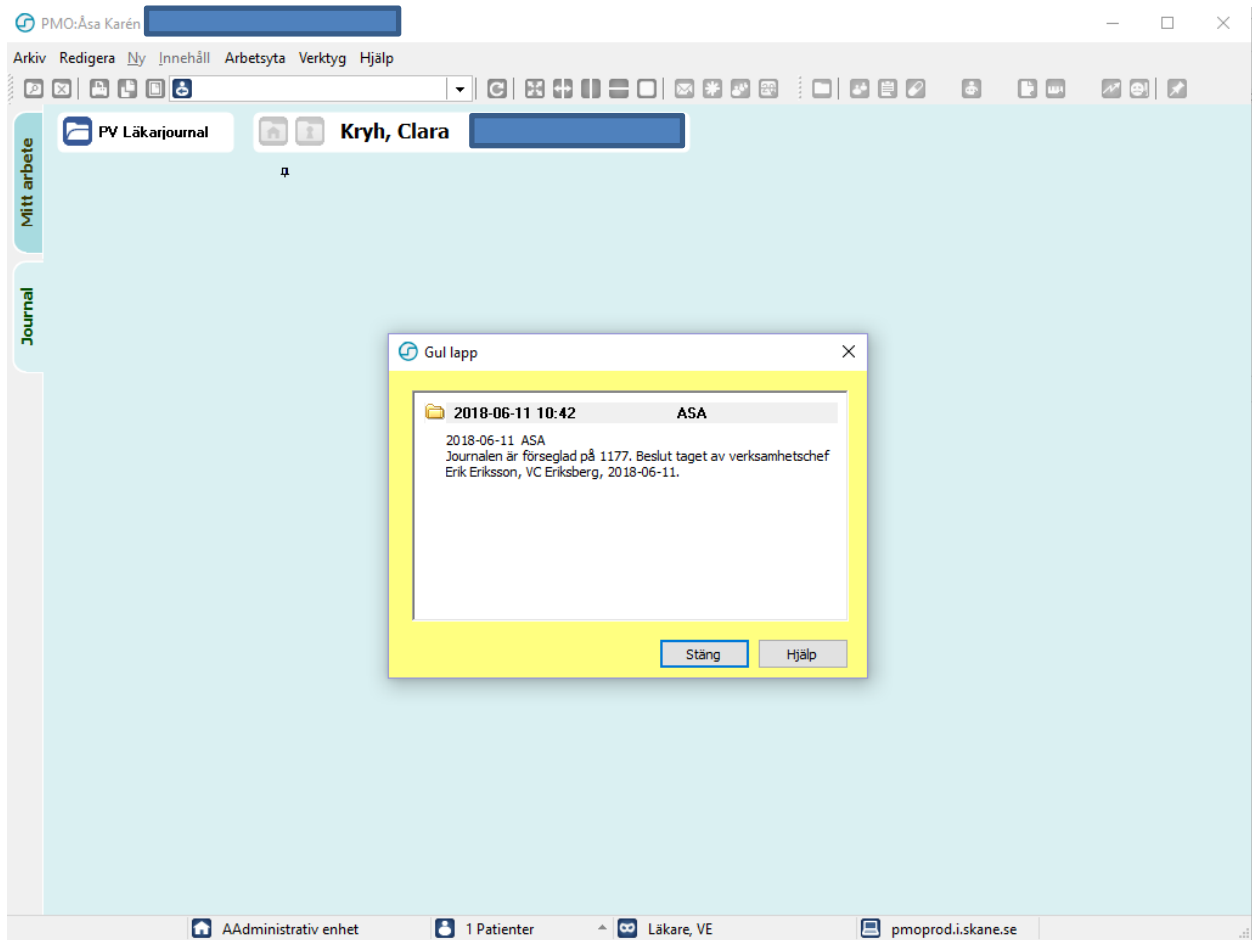 PMO:Åsa Karén
Arkiv Redigera Ny Innehåll Arbetsyta Verktyg Hjälp
PV Läkarjournal
Kryh, Clara
Mitt arbete
Journal
Gul lapp
2018-06-11 10:42 ASA
2018-06-11 ASA
Journalen är förseglad på 1177. Beslut taget av verksamhetschef
Erik Eriksson, VC Eriksberg, 2018-06-11.
Stäng Hjälp
AAdministrativ enhet 1 Patienter Läkare, VE pmoprod.i.skane.se